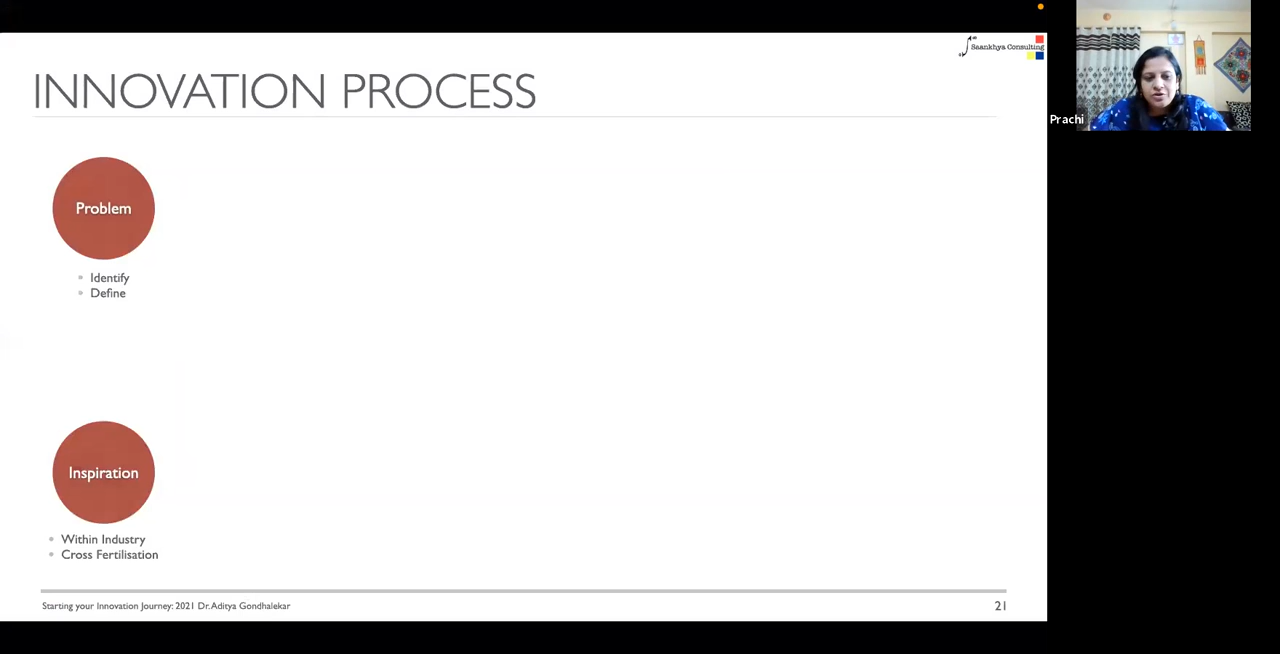 Saankhya Consulting
INNOVATION PROCESS
Prachi
Problem
Identify
Define
Inspiration
Within Industry
Cross Fertilisation
Starting your Innovation Journey: 2021 Dr. Aditya Gondhalekar
21